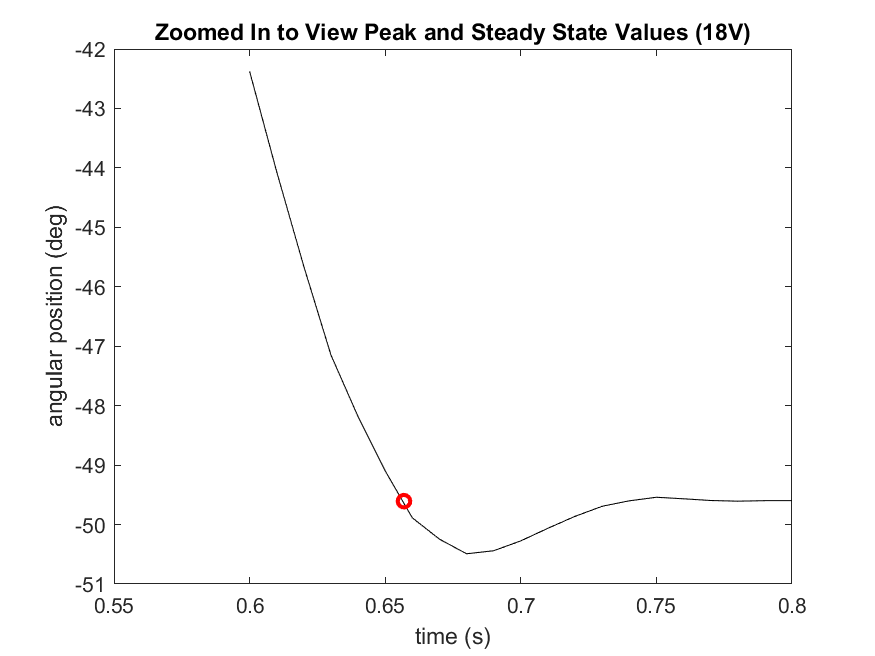 Zoomed In to View Peak and Steady State Values (18V)
-42
-43
-44
-45
-46
-47
-48
-49
-50
-51
0.55 0.6 0.65 0.7 0.75 0.8
time (s)
angular position (deg)